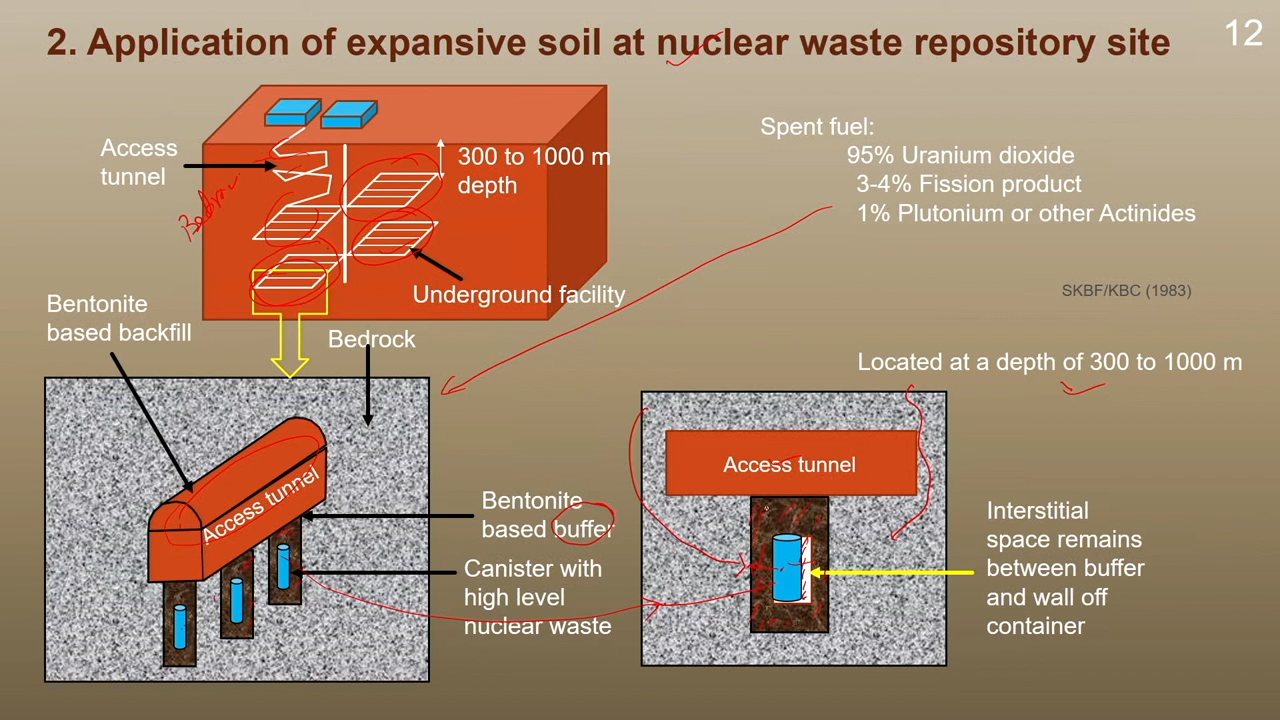 2. Application of expansive soil at nuclear waste repository site
12
Access
tunnel
300 to 1000 m
depth
Underground facility
Spent fuel:
95% Uranium dioxide
3-4% Fission product
1% Plutonium or other Actinides
SKBF/KBC (1983)
Bentonite
based backfill
Bedrock
Access tunnel
Bentonite
based buffer
Canister with
high level
nuclear waste
Located at a depth of 300 to 1000 m
Access tunnel
Interstitial
space remains
between buffer
and wall off
container